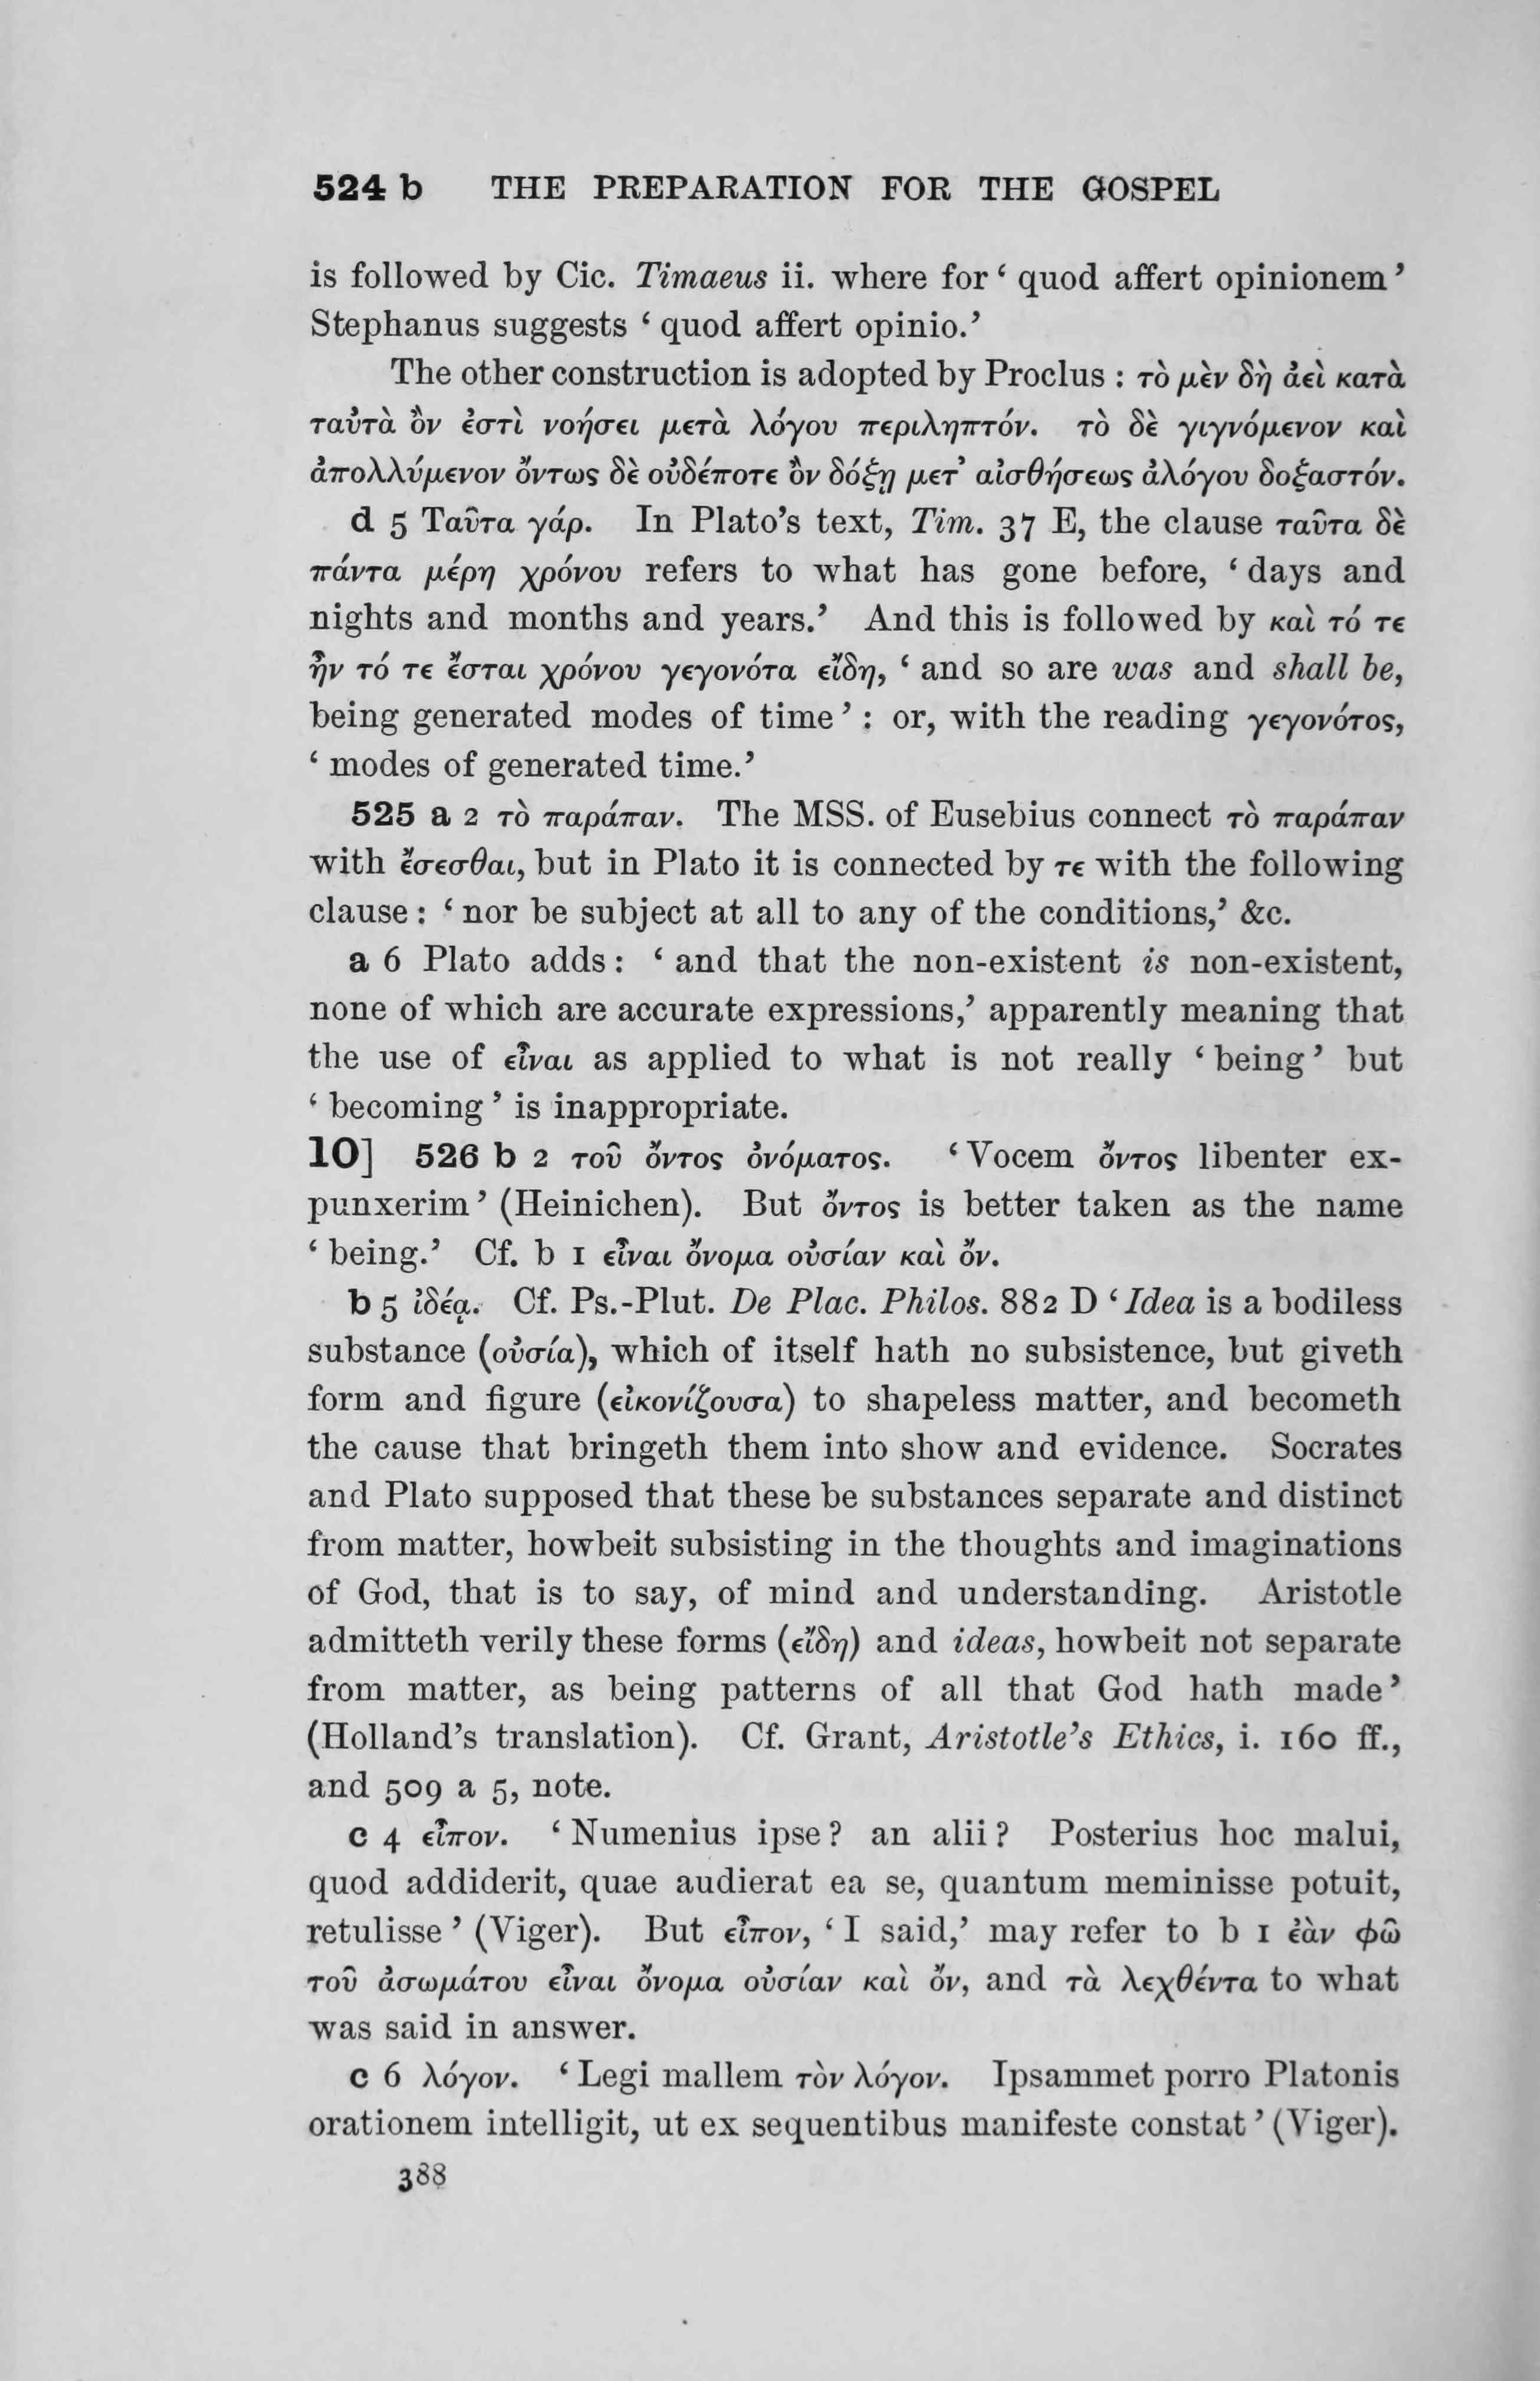 524 b THE PREPARATION FOR THE GOSPEL
is followed by Cic. Timaeus ii. where for ‘ quod affert opinionem ’
Stephanus suggests ‘ quod affert opinio.’
The other construction is adopted by Proclus : τὸ μὲν δὴ ἀεὶ κατὰ
ταὐτὰ ὂν ἐστὶ νοήσει μετὰ λόγου περιληπτόν. τὸ δὲ γιγνόμενον καὶ
ἀπολλύμενον ὄντως δὲ οὐδέποτε ὂν δόξῃ μετ’ αἰσθήσεως ἀλόγου δοξαστόν.
d 5 Ταῦτα γάρ. In Plato’s text, Tim. 37 E, the clause ταῦτα δὲ
πάντα μέρη χρόνου refers to what has gone before, ‘ days and
nights and months and years.’ And this is followed by καὶ τό τε
ἦν τό τε ἔσται χρόνου γεγονότα εἴδη, ‘ and so are was and shall be,
being generated modes of time ’ : or, with the reading γεγονότος,
‘ modes of generated time.’
525 a 2 τὸ παράπαν. The MSS. of Eusebius connect τὸ παράπαν
with ἔσεσθαι, but in Plato it is connected by τε with the following
clause : ‘ nor be subject at all to any of the conditions,’ &c.
a 6 Plato adds : ‘ and that the non-existent is non-existent,
none of which are accurate expressions,’ apparently meaning that
the use of εἶναι as applied to what is not really ‘ being ’ but
‘ becoming ’ is inappropriate.
10] 526 b 2 τοῦ ὄντος ὀνόματος. ‘ Vocem ὄντος libenter ex-
punxerim ’ (Heinichen). But ὄντος is better taken as the name
‘ being.’ Cf. b 1 εἶναι ὄνομα οὐσίαν καὶ ὄν.
b 5 ἰδέᾳ. Cf. Ps.-Plut. De Plac. Philos. 882 D ‘ Idea is a bodiless
substance (οὐσία), which of itself hath no subsistence, but giveth
form and figure (εἰκονίζουσα) to shapeless matter, and becometh
the cause that bringeth them into show and evidence. Socrates
and Plato supposed that these be substances separate and distinct
from matter, howbeit subsisting in the thoughts and imaginations
of God, that is to say, of mind and understanding. Aristotle
admitteth verily these forms (εἴδη) and ideas, howbeit not separate
from matter, as being patterns of all that God hath made ’
(Holland’s translation). Cf. Grant, Aristotle’s Ethics, i. 160 ff.,
and 509 a 5, note.
c 4 εἶπον. ‘ Numenius ipse ? an alii ? Posterius hoc malui,
quod addiderit, quae audierat ea se, quantum meminisse potuit,
retulisse ’ (Viger). But εἶπον, ‘ I said,’ may refer to b 1 ἐὰν φῶ
τοῦ ἀσωμάτου εἶναι ὄνομα οὐσίαν καὶ ὄν, and τὰ λεχθέντα to what
was said in answer.
c 6 λόγον. ‘ Legi mallem τὸν λόγον. Ipsammet porro Platonis
orationem intelligit, ut ex sequentibus manifeste constat ’ (Viger).
388